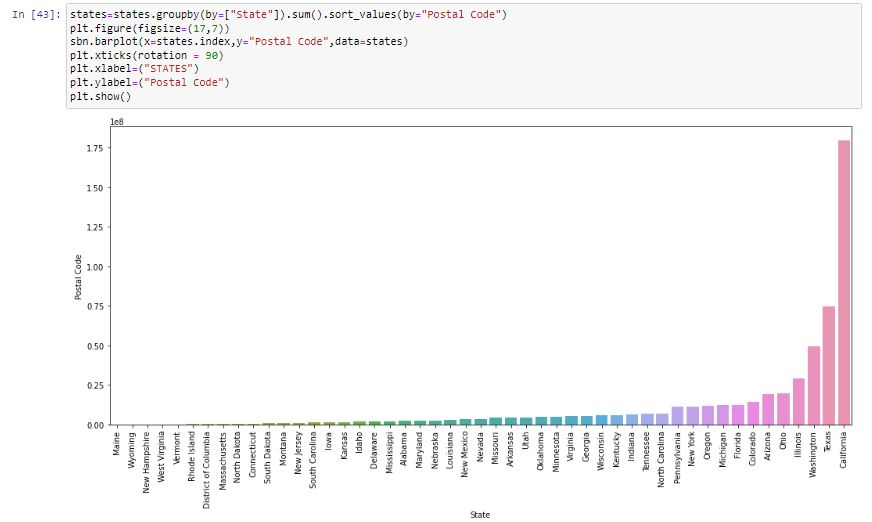 In [43]: states=states.groupby(by=["State"]).sum().sort_values(by="Postal Code")
plt.figure(figsize=(17,7))
sbn.barplot(x=states.index,y="Postal Code",data=states)
plt.xticks(rotation = 90)
plt.xlabel=("STATES")
plt.ylabel=("Postal Code")
plt.show()
1e8
1.75
1.50
1.25
1.00
0.75
0.50
0.25
0.00
Postal Code
Maine
Wyoming
New Hampshire
West Virginia
Vermont
Rhode Island
District of Columbia
Massachusetts
North Dakota
Connecticut
South Dakota
Montana
New Jersey
South Carolina
Iowa
Kansas
Idaho
Delaware
Mississippi
Alabama
Maryland
Nebraska
Louisiana
New Mexico
Nevada
Missouri
Arkansas
Utah
Oklahoma
Minnesota
Virginia
Georgia
Wisconsin
Kentucky
Indiana
Tennessee
North Carolina
Pennsylvania
New York
Oregon
Michigan
Florida
Colorado
Arizona
Ohio
Illinois
Washington
Texas
California
State